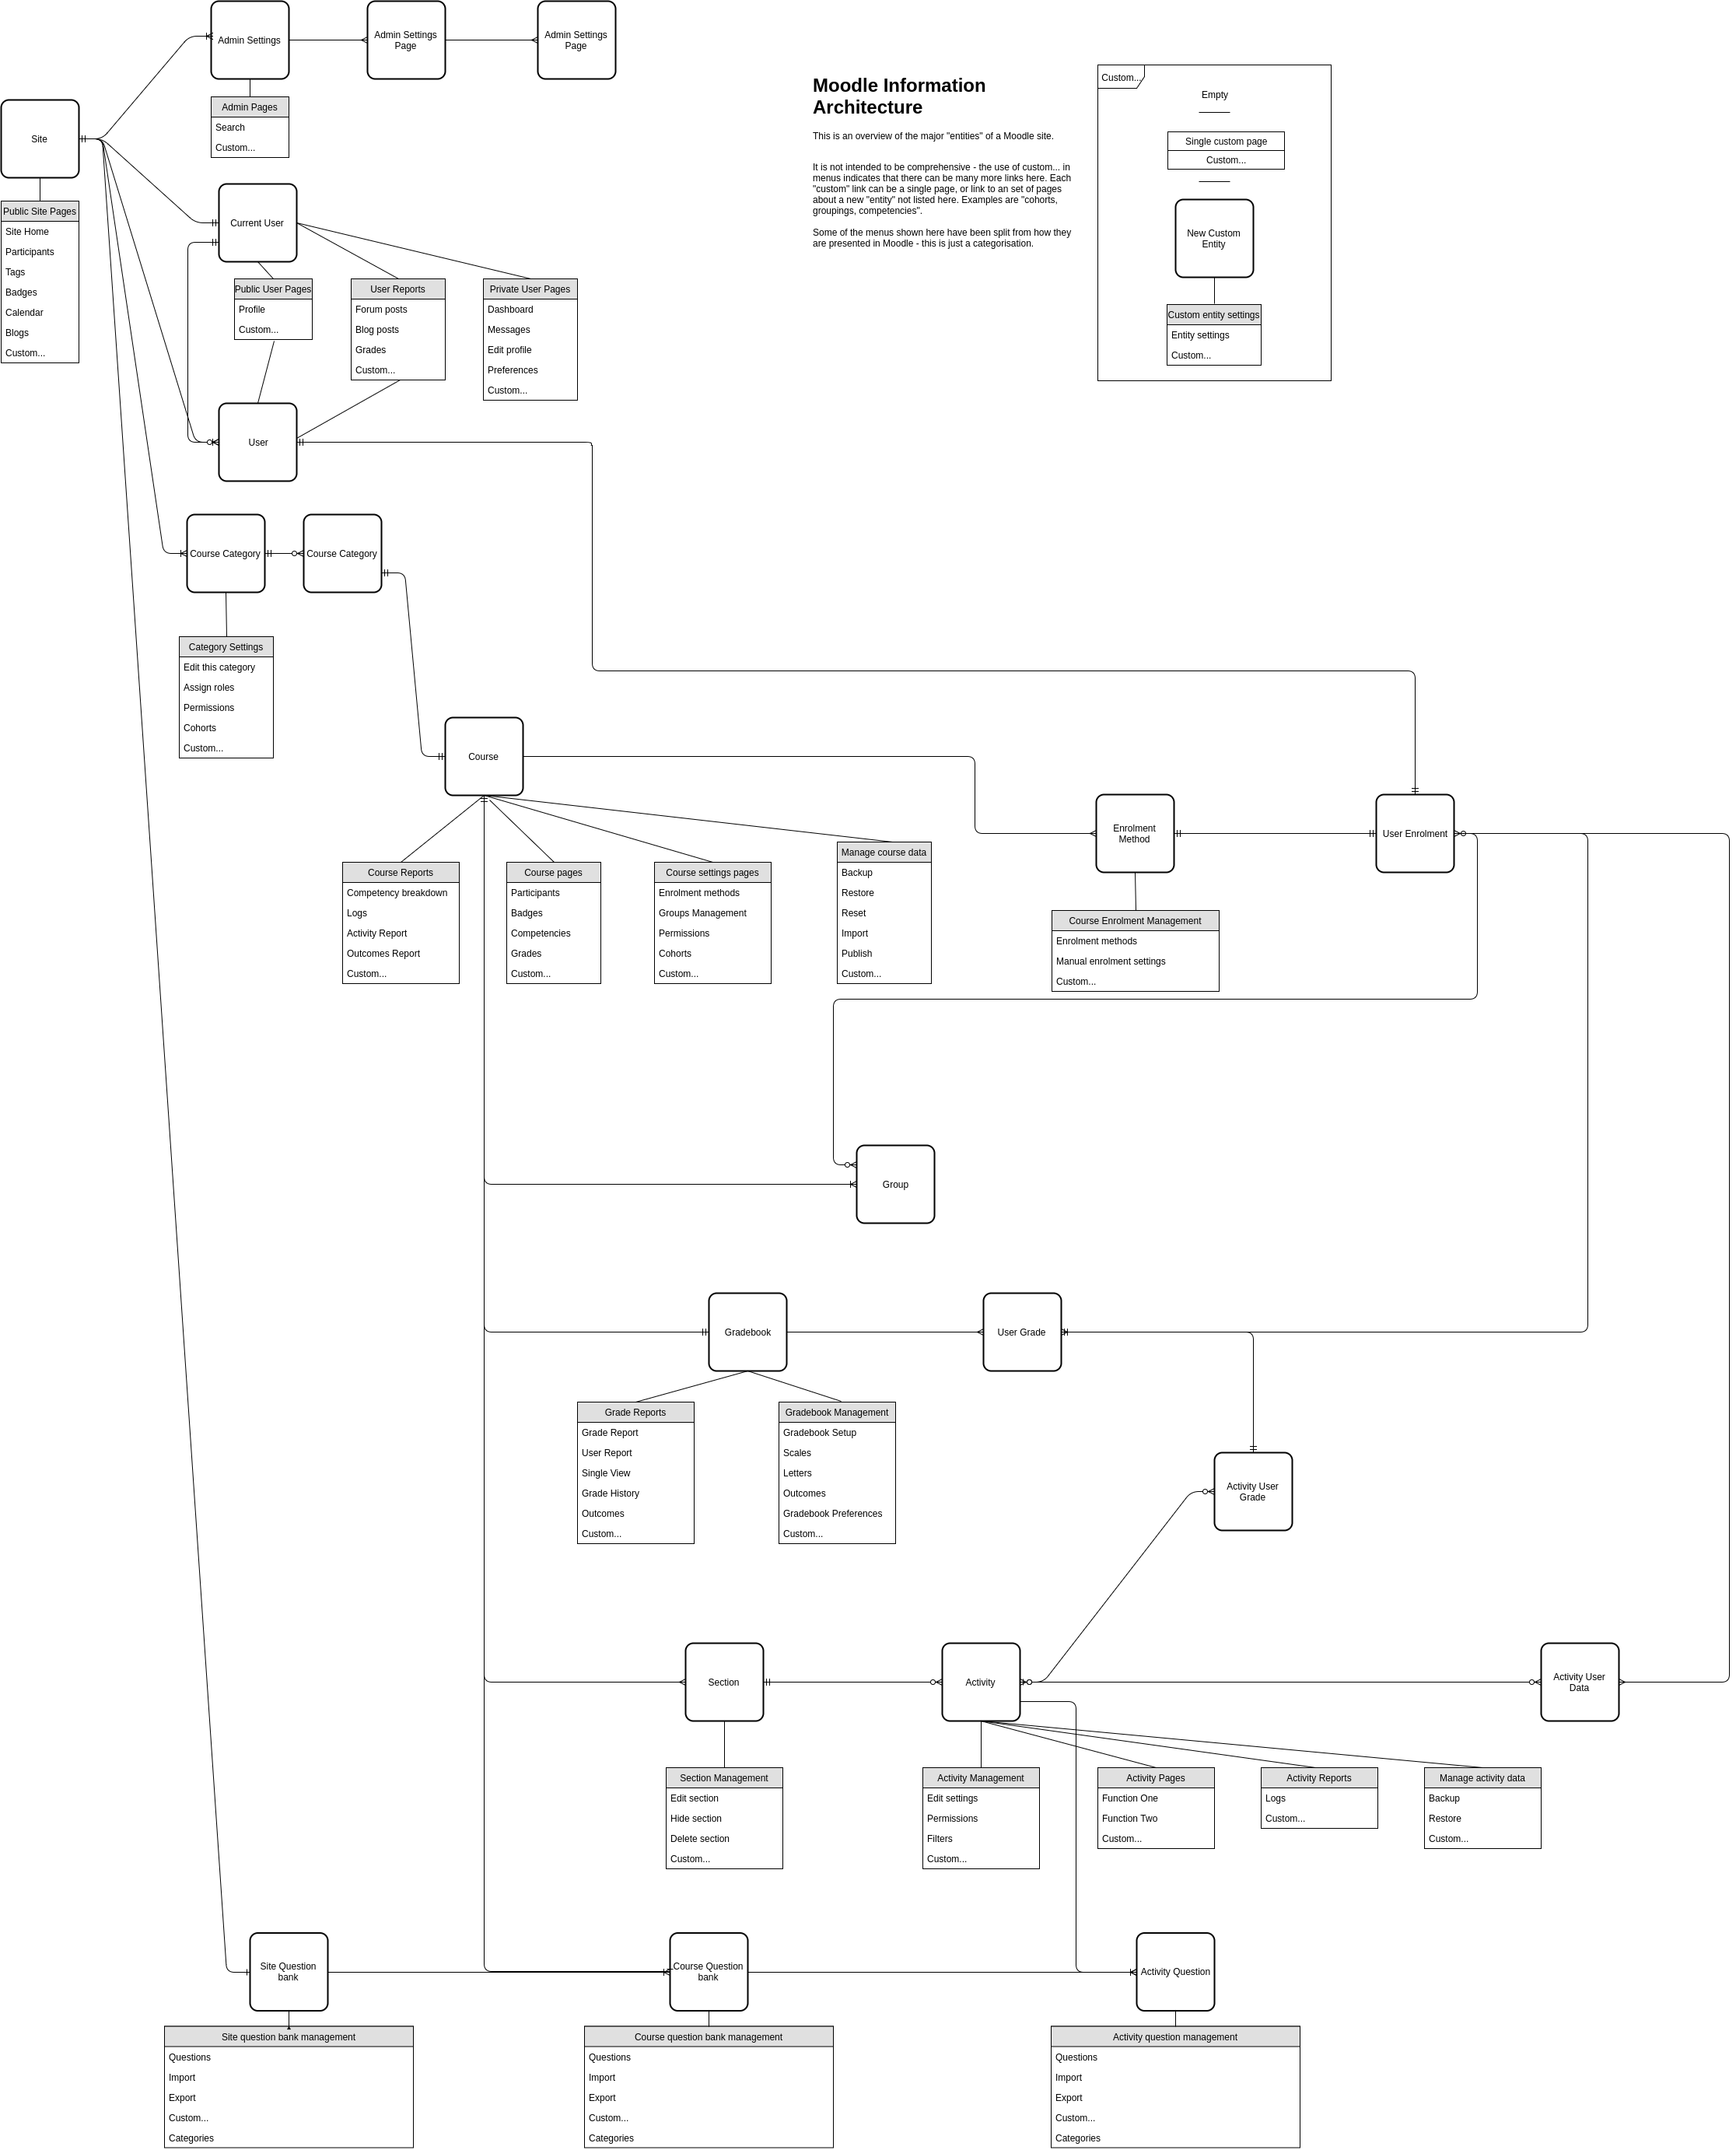 Admin Settings
Admin Settings
Page
Admin Settings
Page
Admin Pages
Search
Custom...
Site
Public Site Pages
Site Home
Participants
Tags
Badges
Calendar
Blogs
Custom...
Moodle Information
Architecture
This is an overview of the major "entities" of a Moodle site.
It is not intended to be comprehensive - the use of custom... in
menus indicates that there can be many more links here. Each
"custom" link can be a single page, or link to an set of pages
about a new "entity" not listed here. Examples are "cohorts,
groupings, competencies".
Some of the menus shown here have been split from how they
are presented in Moodle - this is just a categorisation.
Custom...
Empty
Single custom page
Custom...
New Custom
Entity
Custom entity settings
Entity settings
Custom...
Current User
Public User Pages
Profile
Custom...
User Reports
Forum posts
Blog posts
Grades
Custom...
Private User Pages
Dashboard
Messages
Edit profile
Preferences
Custom...
User
Course Category
Course Category
Category Settings
Edit this category
Assign roles
Permissions
Cohorts
Custom...
Course
Enrolment
Method
User Enrolment
Course Reports
Competency breakdown
Logs
Activity Report
Outcomes Report
Custom...
Course pages
Participants
Badges
Competencies
Grades
Custom...
Course settings pages
Enrolment methods
Groups Management
Permissions
Cohorts
Custom...
Manage course data
Backup
Restore
Reset
Import
Publish
Custom...
Course Enrolment Management
Enrolment methods
Manual enrolment settings
Custom...
Group
Gradebook
User Grade
Grade Reports
Grade Report
User Report
Single View
Grade History
Outcomes
Custom...
Gradebook Management
Gradebook Setup
Scales
Letters
Outcomes
Gradebook Preferences
Custom...
Activity User
Grade
Section
Activity
Activity User
Data
Section Management
Edit section
Hide section
Delete section
Custom...
Activity Management
Edit settings
Permissions
Filters
Custom...
Activity Pages
Function One
Function Two
Custom...
Activity Reports
Logs
Custom...
Manage activity data
Backup
Restore
Custom...
Site Question
bank
Course Question
bank
Activity Question
Site question bank management
Questions
Import
Export
Custom...
Categories
Course question bank management
Questions
Import
Export
Custom...
Categories
Activity question management
Questions
Import
Export
Custom...
Categories